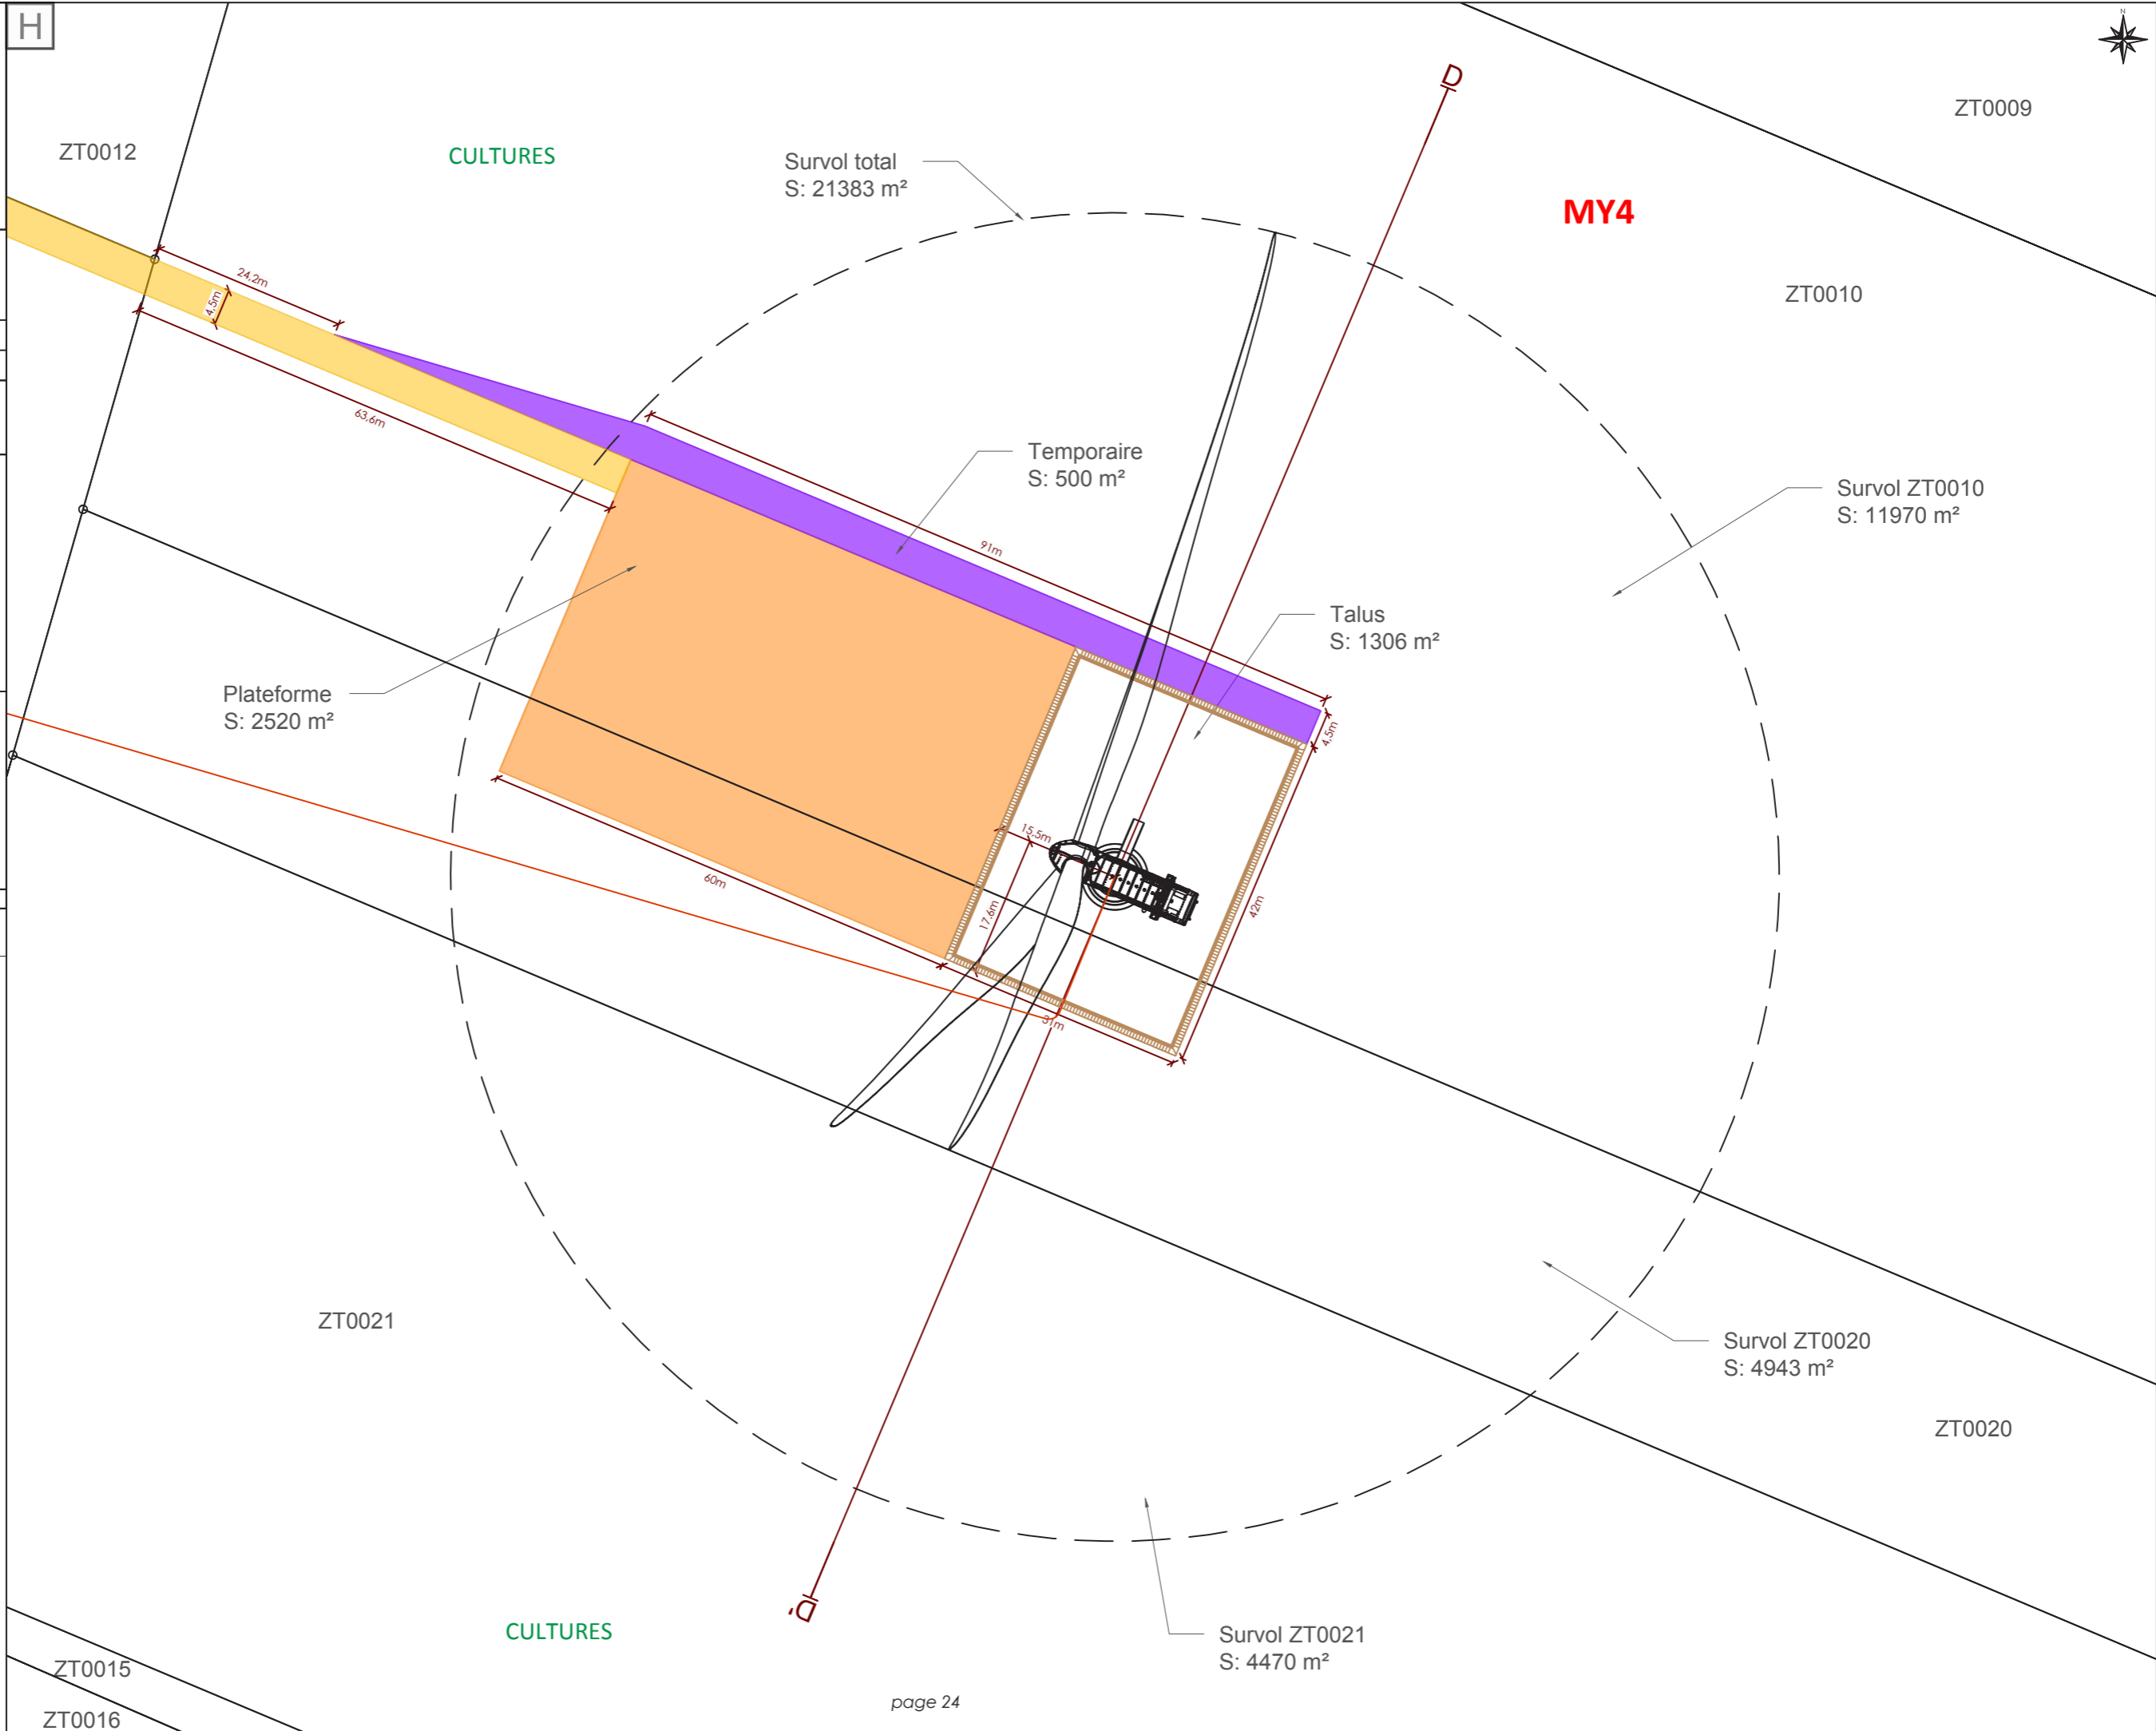 H
N
D
ZT0009
ZT0012
CULTURES
Survol total
S: 21383 m²
MY4
ZT0010
24,2m
4,5m
63,6m
Temporaire
S: 500 m²
Survol ZT0010
S: 11970 m²
91m
Talus
S: 1306 m²
Plateforme
S: 2520 m²
4,5m
15,5m
60m
17,6m
42m
31m
ZT0021
Survol ZT0020
S: 4943 m²
ZT0020
D'
CULTURES
Survol ZT0021
S: 4470 m²
ZT0015
page 24
ZT0016